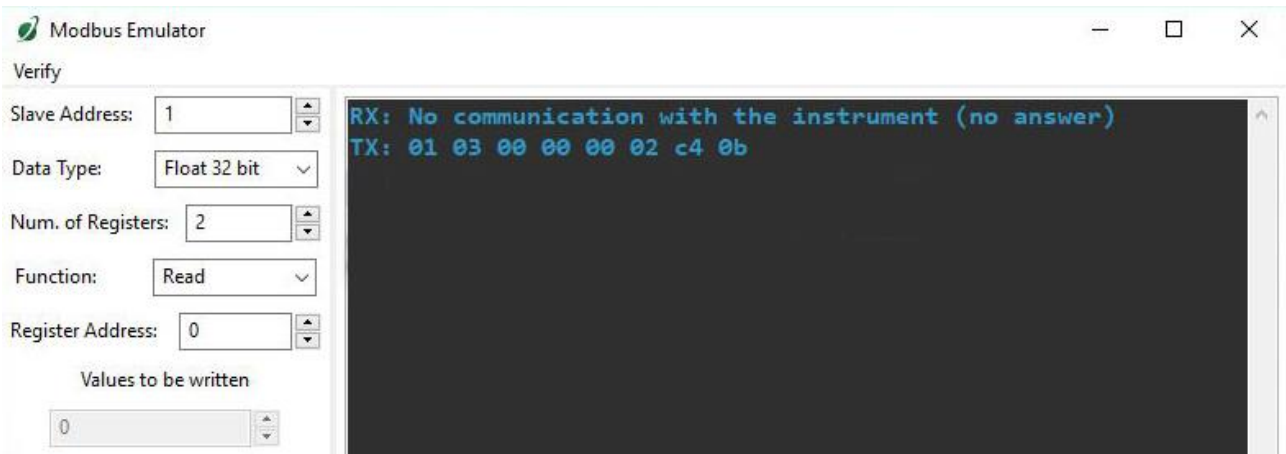 Modbus Emulator
Verify
Slave Address: 1
Data Type: Float 32 bit
Num. of Registers: 2
Function: Read
Register Address: 0
Values to be written
0
RX: No communication with the instrument (no answer)
TX: 01 03 00 00 00 02 c4 0b